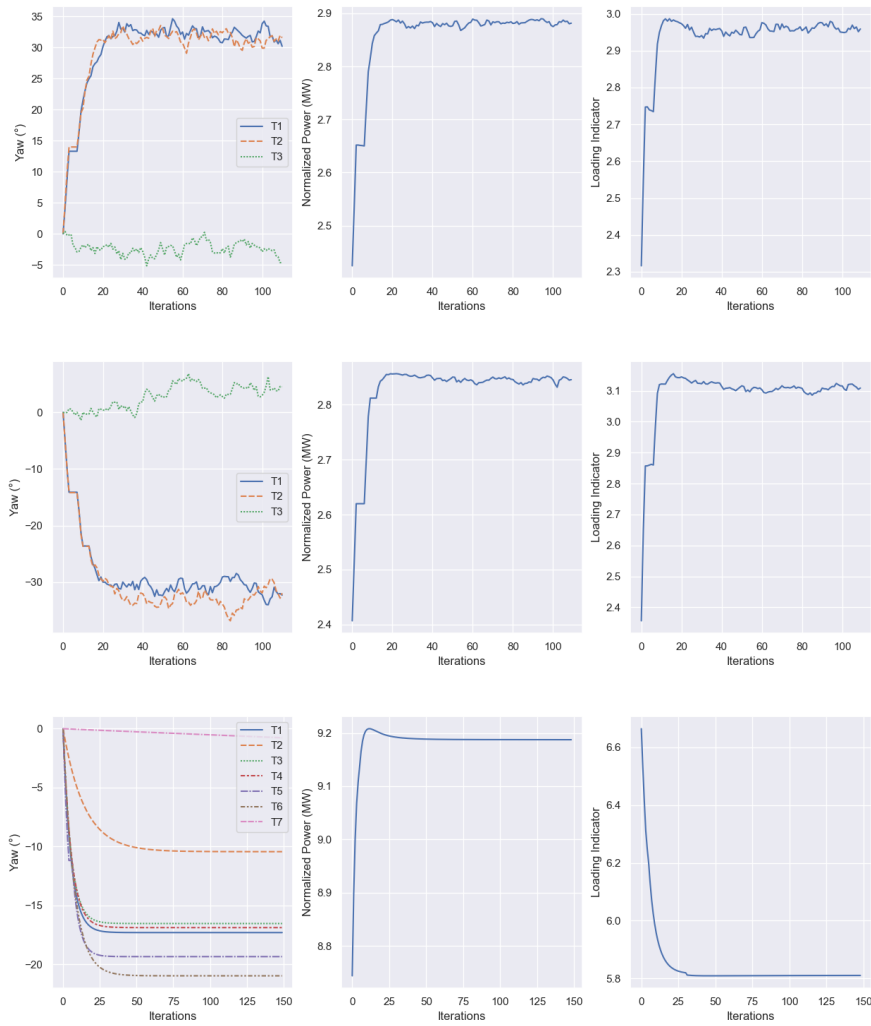 35
30
25
20
15
10
5
0
−5
Yaw (°)
T1
T2
T3
0 20 40 60 80 100
Iterations
2.9
2.8
2.7
2.6
2.5
Normalized Power (MW)
0 20 40 60 80 100
Iterations
3.0
2.9
2.8
2.7
2.6
2.5
2.4
2.3
Loading Indicator
0 20 40 60 80 100
Iterations
0
−10
−20
−30
Yaw (°)
T1
T2
T3
0 20 40 60 80 100
Iterations
2.8
2.7
2.6
2.5
2.4
Normalized Power (MW)
0 20 40 60 80 100
Iterations
3.1
3.0
2.9
2.8
2.7
2.6
2.5
2.4
Loading Indicator
0 20 40 60 80 100
Iterations
0
−5
−10
−15
−20
Yaw (°)
T1
T2
T3
T4
T5
T6
T7
0 25 50 75 100 125 150
Iterations
9.2
9.1
9.0
8.9
8.8
Normalized Power (MW)
0 25 50 75 100 125 150
Iterations
6.6
6.4
6.2
6.0
5.8
Loading Indicator
0 25 50 75 100 125 150
Iterations